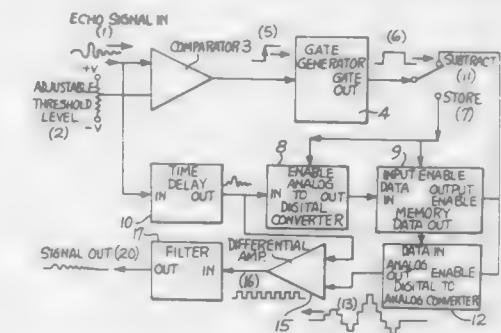 ECHO SIGNAL IN
(1)
+V
ADJUSTABLE
THRESHOLD
LEVEL
(2)
-V
COMPARATOR 3
(5)
GATE
GENERATOR
GATE
OUT
4
(6)
SUBTRACT
(11)
STORE
(7)
TIME
DELAY
IN OUT
10
8
ENABLE
ANALOG
IN TO OUT
DIGITAL
CONVERTER
9
INPUT ENABLE
DATA OUTPUT
IN ENABLE
MEMORY
DATA OUT
SIGNAL OUT (20)
17
FILTER
OUT IN
DIFFERENTIAL
AMP.
(16)
15
(13)
DATA IN
ANALOG
OUT ENABLE
DIGITAL TO
ANALOG CONVERTER
12